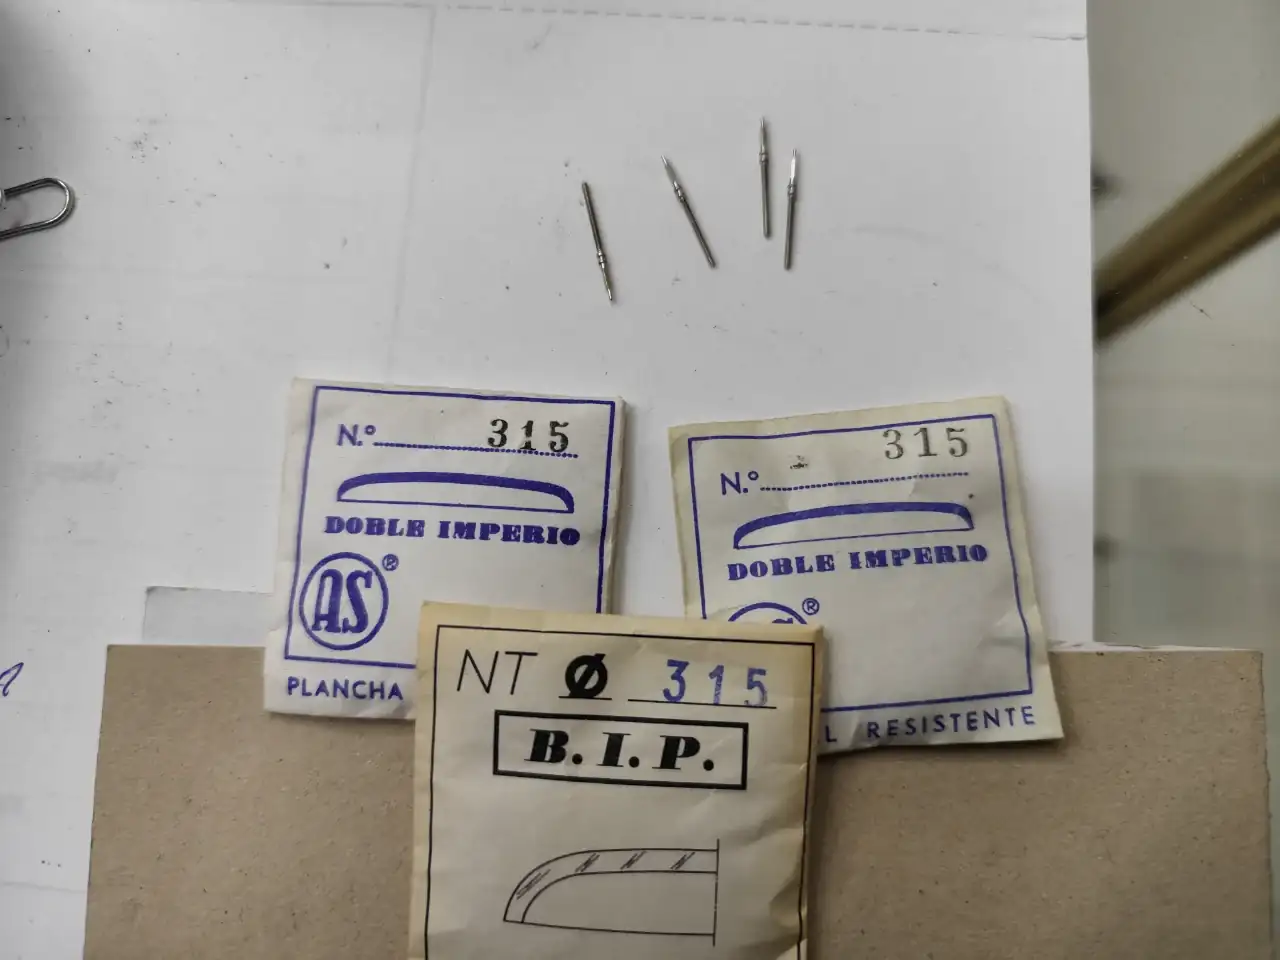 N.º 315
DOBLE IMPERIO
AS ®
PLANCHA
N.º 315
DOBLE IMPERIO
®
L RESISTENTE
NT Ø 315
B.I.P.